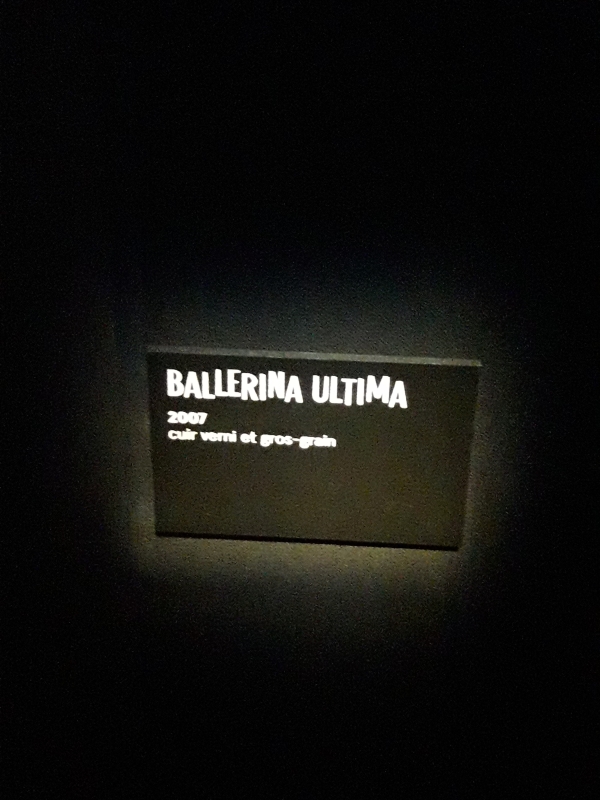 BALLERINA ULTIMA
2007
cuir verni et gros-grain